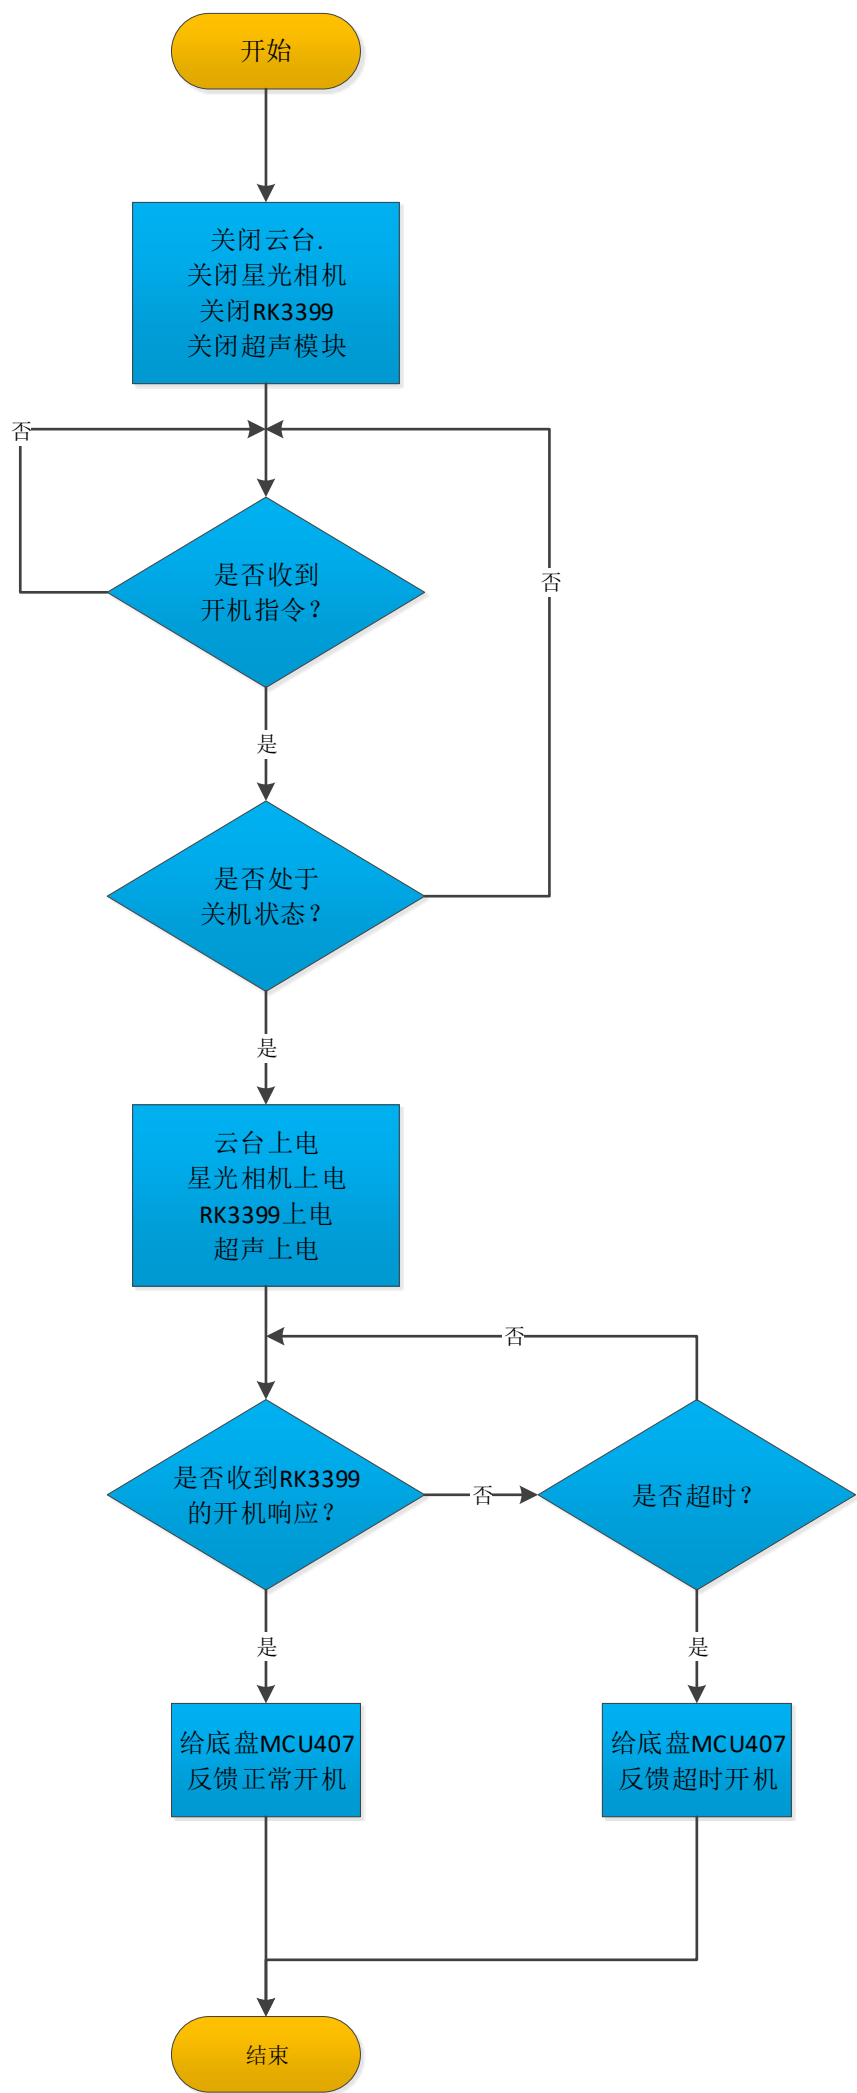 开始
关闭云台.
关闭星光相机
关闭RK3399
关闭超声模块
否
是否收到
开机指令？
否
是
是否处于
关机状态？
是
云台上电
星光相机上电
RK3399上电
超声上电
否
是否收到RK3399
的开机响应？
否
是否超时？
是
是
给底盘MCU407
反馈正常开机
给底盘MCU407
反馈超时开机
结束